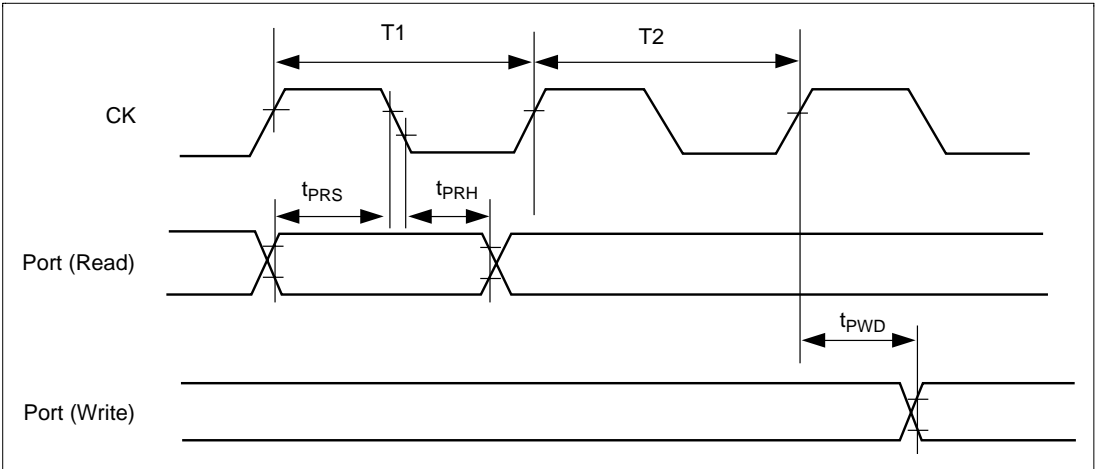 T1 T2
CK
tPRS tPRH
Port (Read)
tPWD
Port (Write)